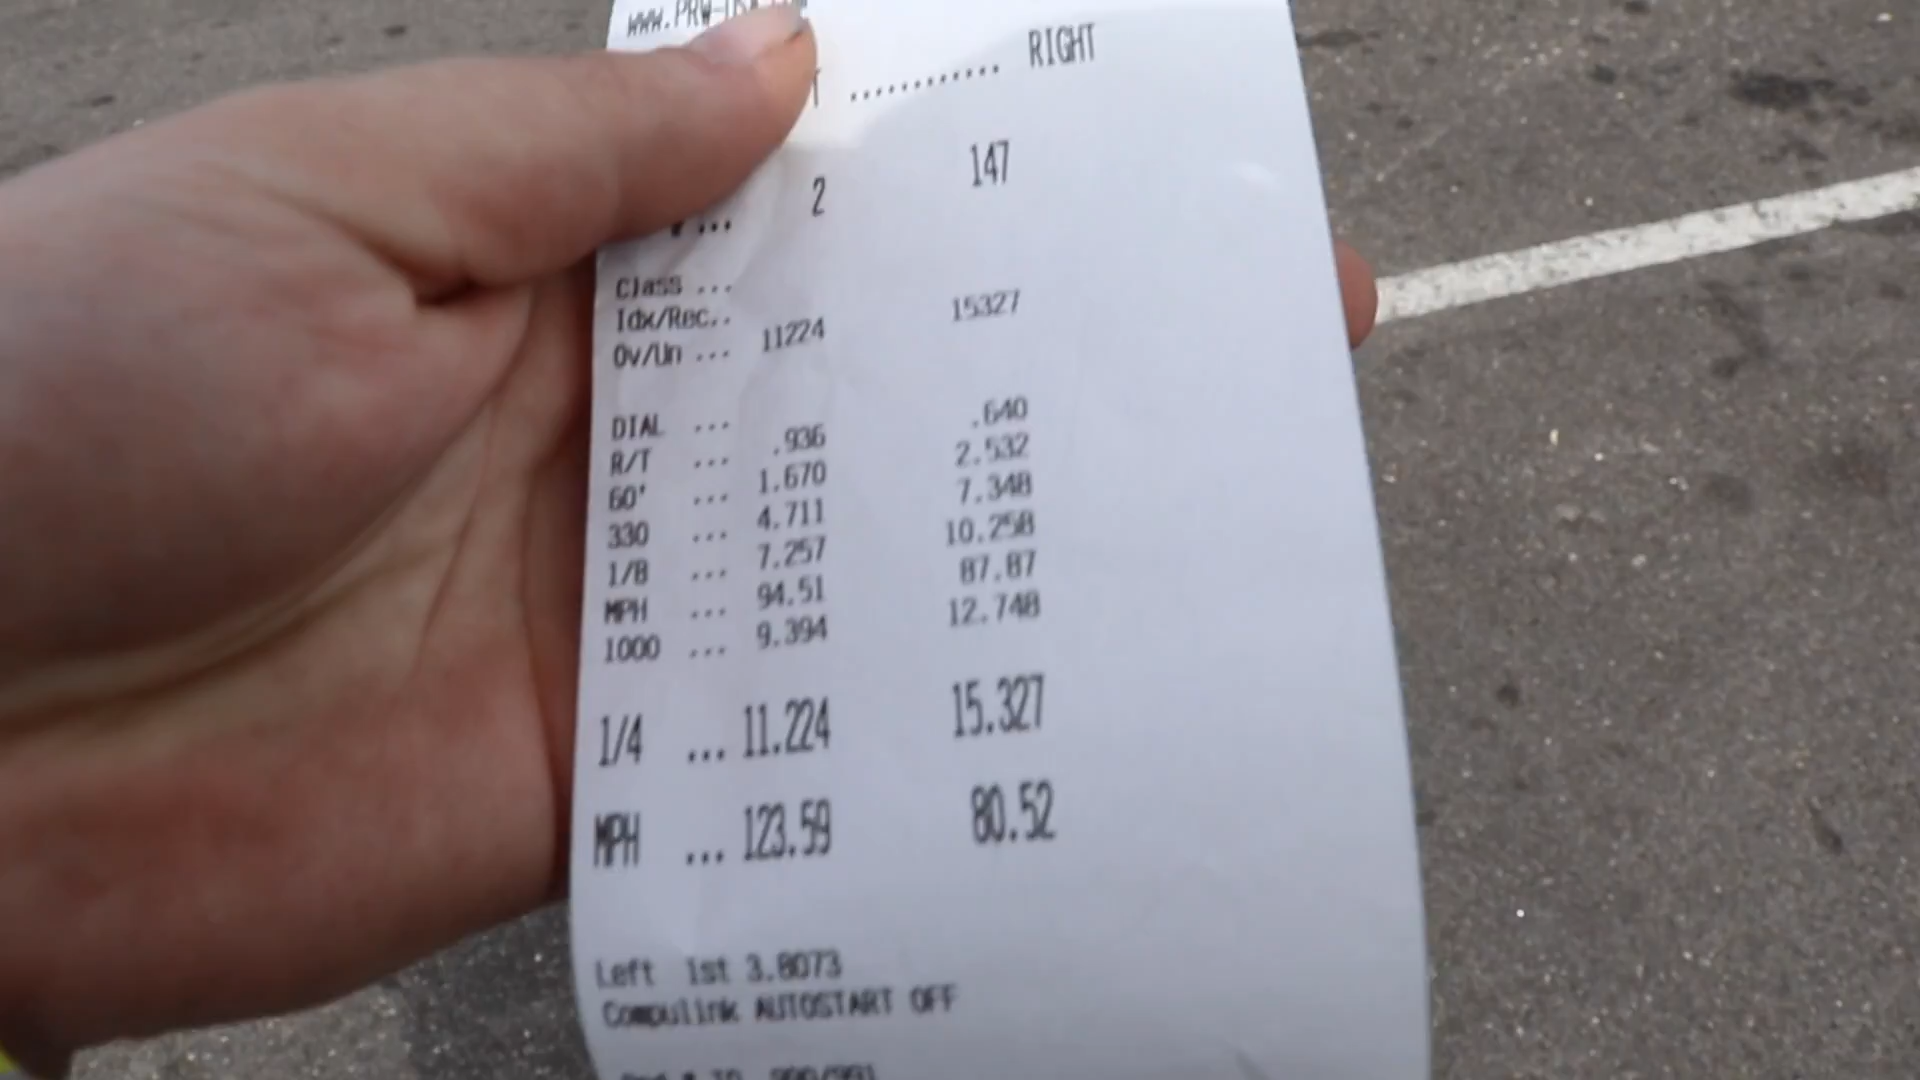 RIGHT
... 2 147
Class ...
Idx/Rec..
Ov/Un ... 11224 15327
DIAL ...
R/T ... .936 .640
60' ... 1.670 2.532
330 ... 4.711 7.348
1/8 ... 7.257 10.258
MPH ... 94.51 87.87
1000 ... 9.394 12.748
1/4 ... 11.224 15.327
MPH ... 123.59 80.52
Left 1st 3.8073
Compulink AUTOSTART OFF